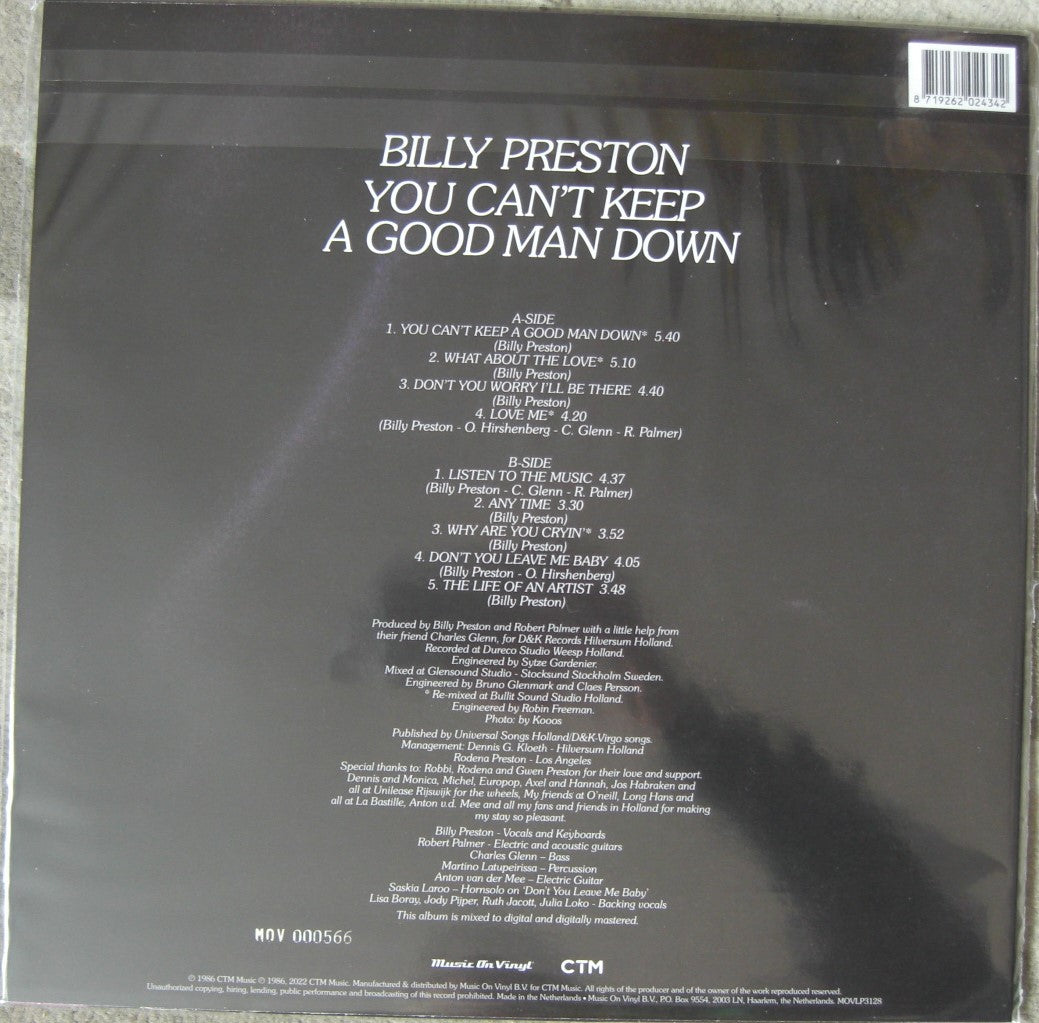 8 719262 024342
BILLY PRESTON
YOU CAN'T KEEP
A GOOD MAN DOWN
A-SIDE
1. YOU CAN'T KEEP A GOOD MAN DOWN* 5.40
(Billy Preston)
2. WHAT ABOUT THE LOVE* 5.10
(Billy Preston)
3. DON'T YOU WORRY I'LL BE THERE 4.40
(Billy Preston)
4. LOVE ME* 4.20
(Billy Preston - O. Hirshenberg - C. Glenn - R. Palmer)
B-SIDE
1. LISTEN TO THE MUSIC 4.37
(Billy Preston - C. Glenn - R. Palmer)
2. ANY TIME 3.30
(Billy Preston)
3. WHY ARE YOU CRYIN'* 3.52
(Billy Preston)
4. DON'T YOU LEAVE ME BABY 4.05
(Billy Preston - O. Hirshenberg)
5. THE LIFE OF AN ARTIST 3.48
(Billy Preston)
Produced by Billy Preston and Robert Palmer with a little help from
their friend Charles Glenn, for D&K Records Hilversum Holland.
Recorded at Dureco Studio Weesp Holland.
Engineered by Sytze Gardenier.
Mixed at Glensound Studio - Stocksund Stockholm Sweden.
Engineered by Bruno Glenmark and Claes Persson.
* Re-mixed at Bullit Sound Studio Holland.
Engineered by Robin Freeman.
Photo: by Kooos
Published by Universal Songs Holland/D&K-Virgo songs.
Management: Dennis G. Kloeth - Hilversum Holland
Rodena Preston - Los Angeles
Special thanks to: Robbi, Rodena and Gwen Preston for their love and support.
Dennis and Monica, Michel, Europop, Axel and Hannah, Jos Habraken and
all at Unilease Rijswijk for the wheels, My friends at O'neill, Long Hans and
all at La Bastille, Anton v.d. Mee and all my fans and friends in Holland for making
my stay so pleasant.
Billy Preston - Vocals and Keyboards
Robert Palmer - Electric and acoustic guitars
Charles Glenn – Bass
Martino Latupeirissa – Percussion
Anton van der Mee – Electric Guitar
Saskia Laroo – Hornsolo on 'Don't You Leave Me Baby'
Lisa Boray, Jody Pijper, Ruth Jacott, Julia Loko - Backing vocals
This album is mixed to digital and digitally mastered.
MOV 000566
Music On Vinyl CTM
℗ 1986 CTM Music © 1986, 2022 CTM Music. Manufactured & distributed by Music On Vinyl B.V. for CTM Music. All rights of the producer and of the owner of the work reproduced reserved.
Unauthorized copying, hiring, lending, public performance and broadcasting of this record prohibited. Made in the Netherlands • Music On Vinyl B.V., P.O. Box 9554, 2003 LN, Haarlem, the Netherlands. MOVLP3128